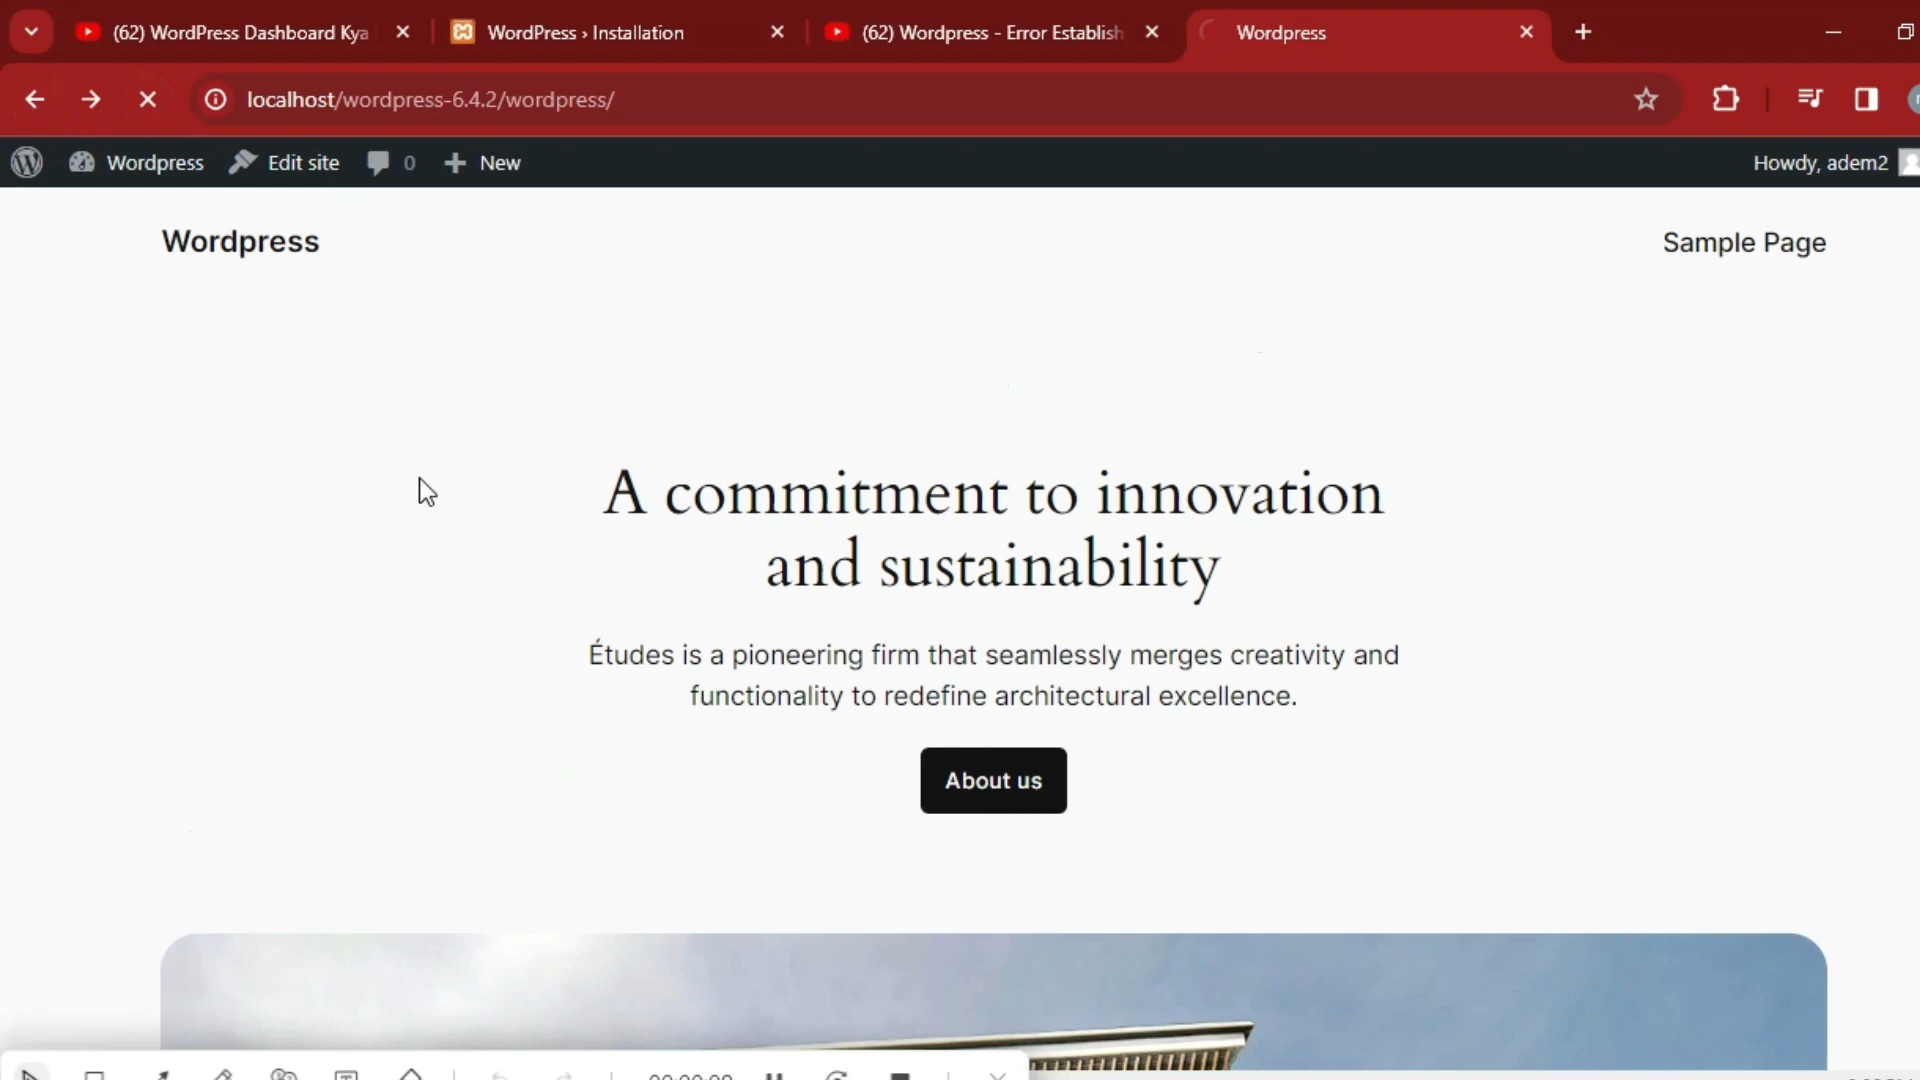 (62) WordPress Dashboard Kya
WordPress › Installation
(62) Wordpress - Error Establish
Wordpress
localhost/wordpress-6.4.2/wordpress/
Wordpress
Edit site
0
New
Howdy, adem2
Wordpress
Sample Page
A commitment to innovation
and sustainability
Études is a pioneering firm that seamlessly merges creativity and
functionality to redefine architectural excellence.
About us